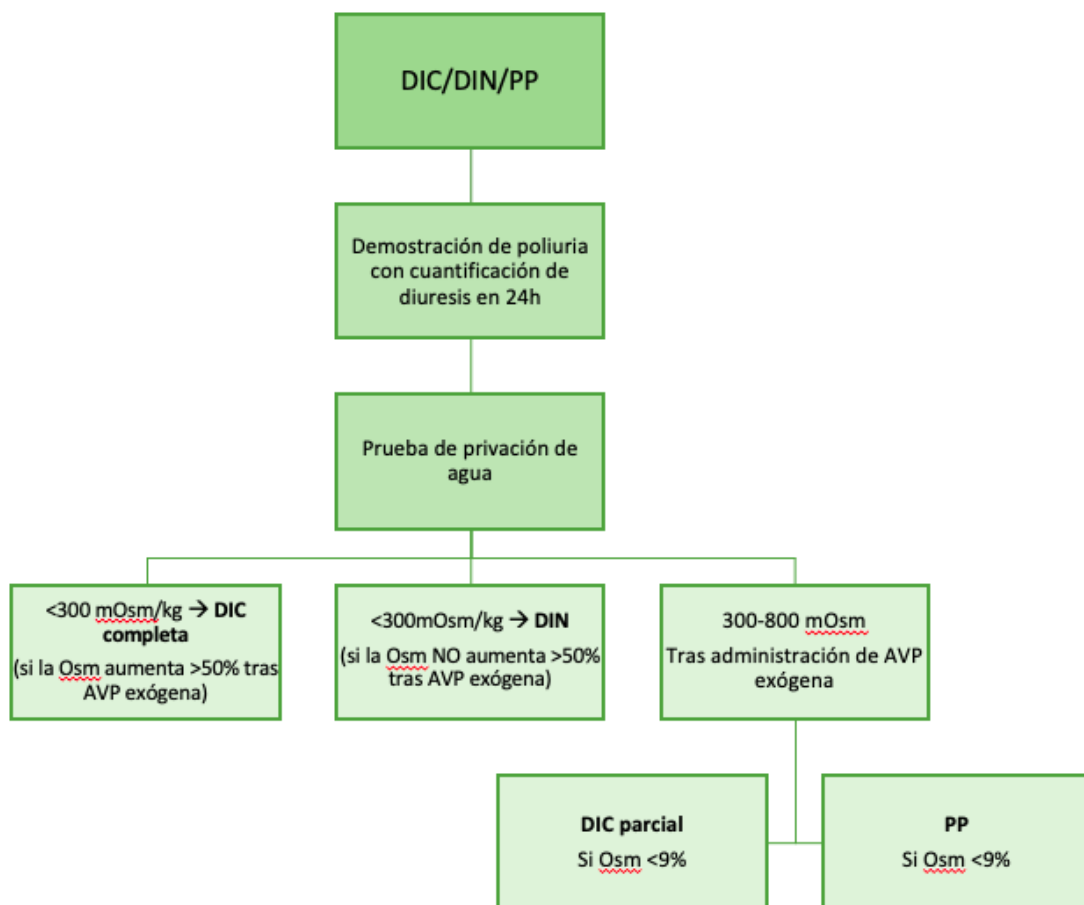 DIC/DIN/PP
Demostración de poliuria
con cuantificación de
diuresis en 24h
Prueba de privación de
agua
<300 mOsm/kg → DIC
completa
(si la Osm aumenta >50% tras
AVP exógena)
<300mOsm/kg → DIN
(si la Osm NO aumenta >50%
tras AVP exógena)
300-800 mOsm
Tras administración de AVP
exógena
DIC parcial
Si Osm <9%
PP
Si Osm <9%